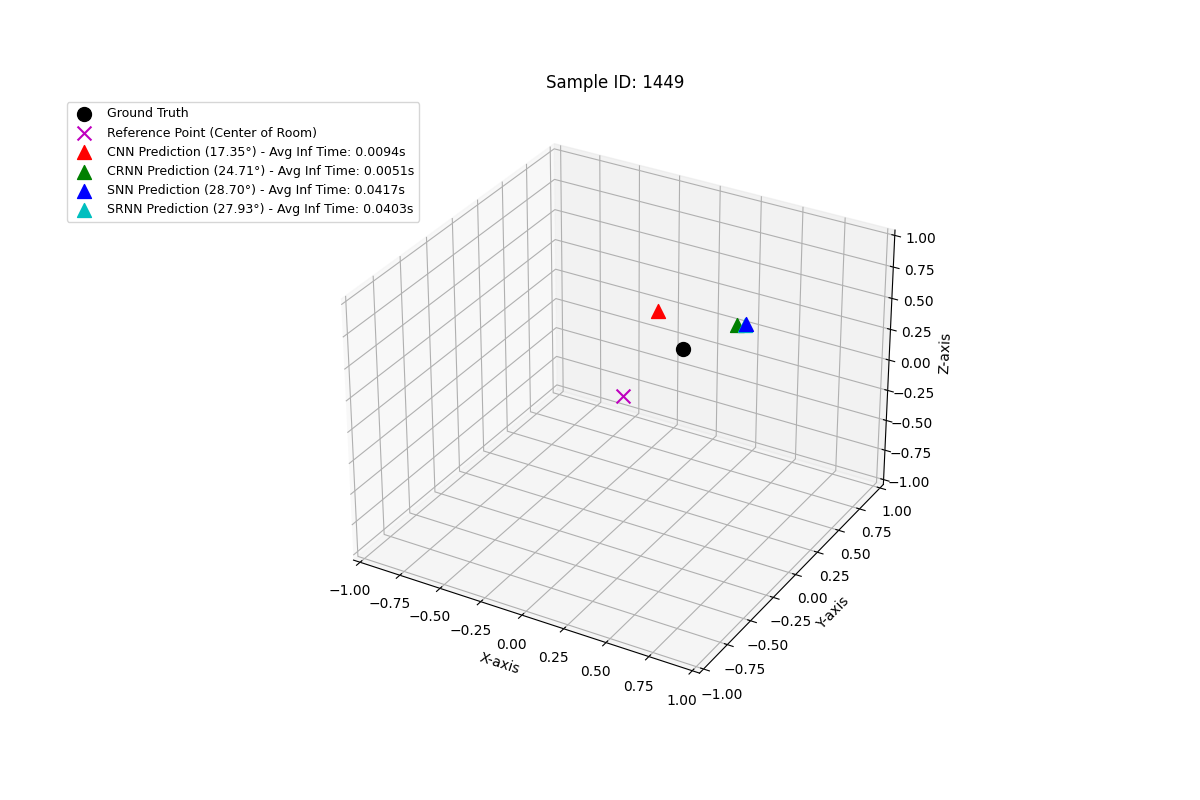 Sample ID: 1449
Ground Truth
Reference Point (Center of Room)
CNN Prediction (17.35°) - Avg Inf Time: 0.0094s
CRNN Prediction (24.71°) - Avg Inf Time: 0.0051s
SNN Prediction (28.70°) - Avg Inf Time: 0.0417s
SRNN Prediction (27.93°) - Avg Inf Time: 0.0403s
1.00
0.75
0.50
0.25
0.00
−0.25
−0.50
−0.75
−1.00
Z-axis
1.00
0.75
0.50
0.25
0.00
−0.25
−0.50
−0.75
−1.00
Y-axis
−1.00
−0.75
−0.50
−0.25
0.00
0.25
0.50
0.75
1.00
X-axis